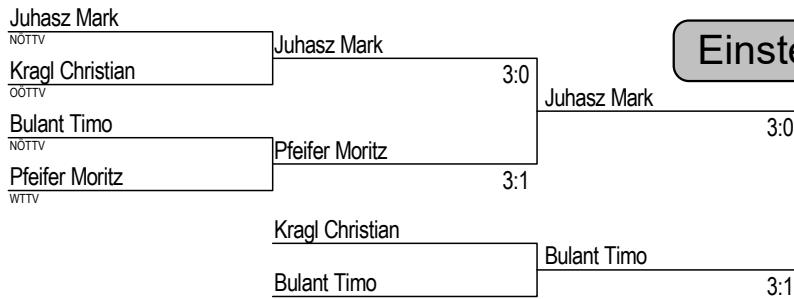 Juhasz Mark
NÖTTV
Juhasz Mark
Kragl Christian
3:0
OÖTTV
Juhasz Mark
Bulant Timo
3:0
NÖTTV
Pfeifer Moritz
Pfeifer Moritz
3:1
WTTV
Kragl Christian
Bulant Timo
Bulant Timo
3:1